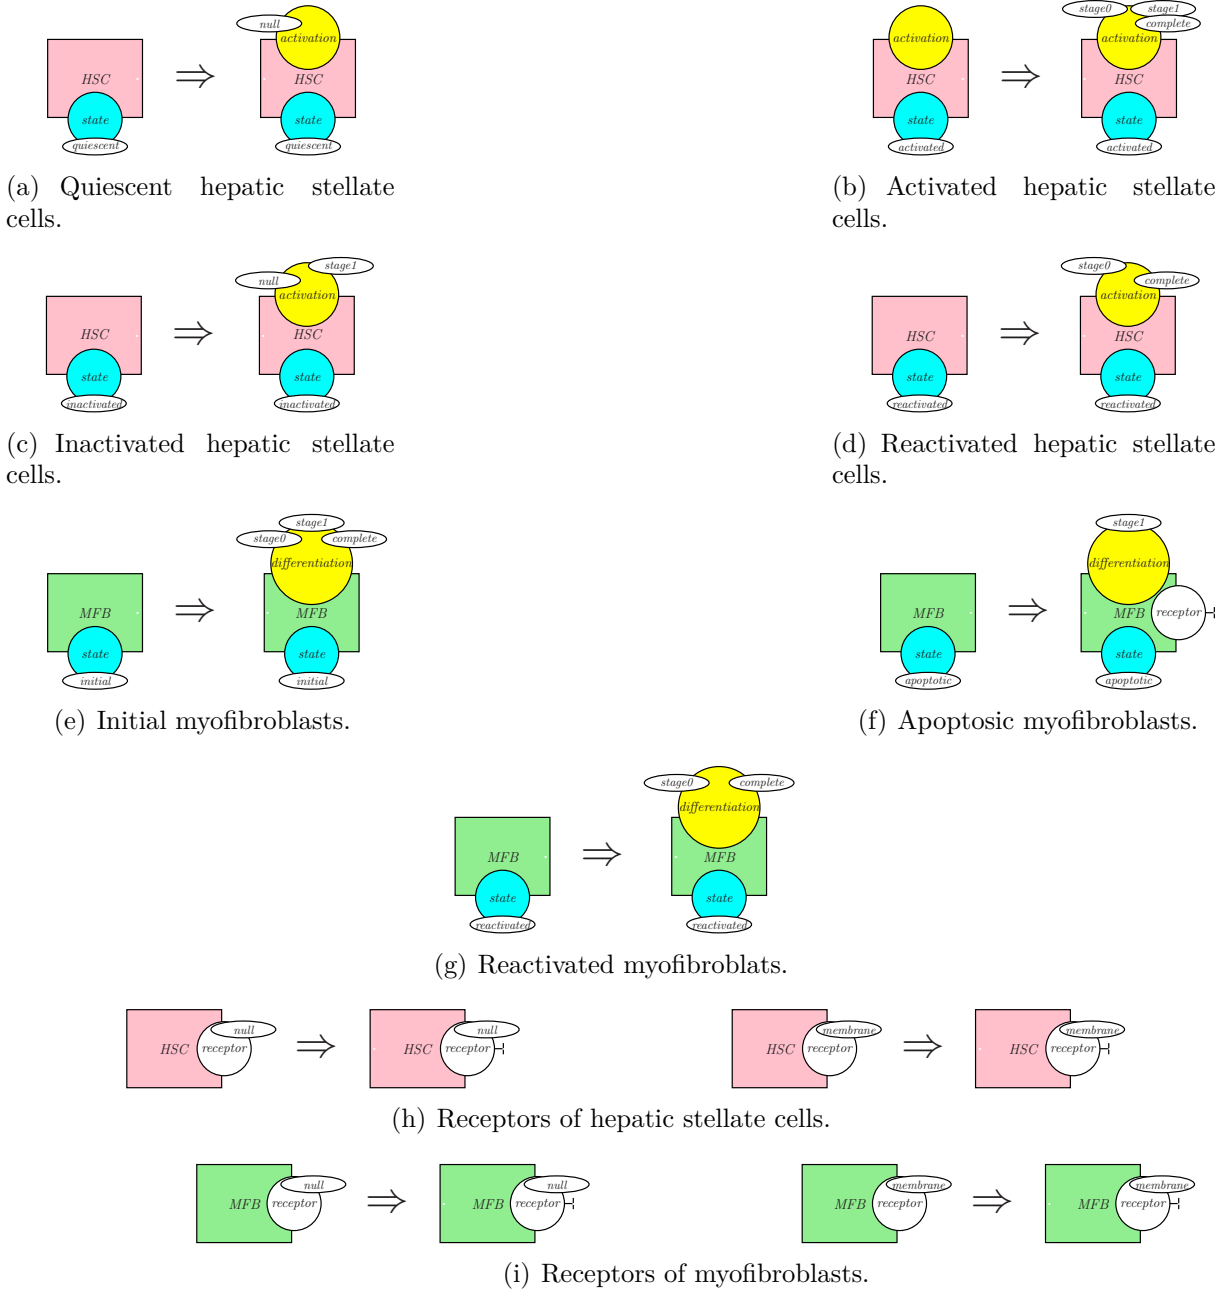 null
activation
HSC ⇒ HSC
state state
quiescent quiescent
(a) Quiescent hepatic stellate
cells.
stage0 stage1
complete
activation activation
HSC ⇒ HSC
state state
activated activated
(b) Activated hepatic stellate
cells.
stage1
null
activation
HSC ⇒ HSC
state state
inactivated inactivated
(c) Inactivated hepatic stellate
cells.
stage0
complete
activation
HSC ⇒ HSC
state state
reactivated reactivated
(d) Reactivated hepatic stellate
cells.
stage1
stage0 complete
differentiation
MFB ⇒ MFB
state state
initial initial
(e) Initial myofibroblasts.
stage1
differentiation
MFB ⇒ MFB receptor
state state
apoptotic apoptotic
(f) Apoptosic myofibroblasts.
stage0 complete
differentiation
MFB ⇒ MFB
state state
reactivated reactivated
(g) Reactivated myofibroblats.
null null membrane membrane
HSC receptor ⇒ HSC receptor HSC receptor ⇒ HSC receptor
(h) Receptors of hepatic stellate cells.
null null membrane membrane
MFB receptor ⇒ MFB receptor MFB receptor ⇒ MFB receptor
(i) Receptors of myofibroblasts.